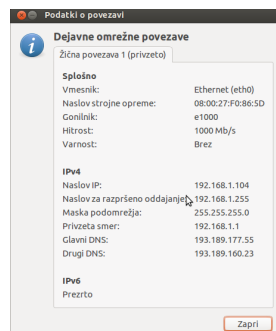 Podatki o povezavi
Dejavne omrežne povezave
Žična povezava 1 (privzeto)
Splošno
Vmesnik: Ethernet (eth0)
Naslov strojne opreme: 08:00:27:F0:86:5D
Gonilnik: e1000
Hitrost: 1000 Mb/s
Varnost: Brez
IPv4
Naslov IP: 192.168.1.104
Naslov za razpršeno oddajanje: 192.168.1.255
Maska podomrežja: 255.255.255.0
Privzeta smer: 192.168.1.1
Glavni DNS: 193.189.177.55
Drugi DNS: 193.189.160.23
IPv6
Prezrto
Zapri